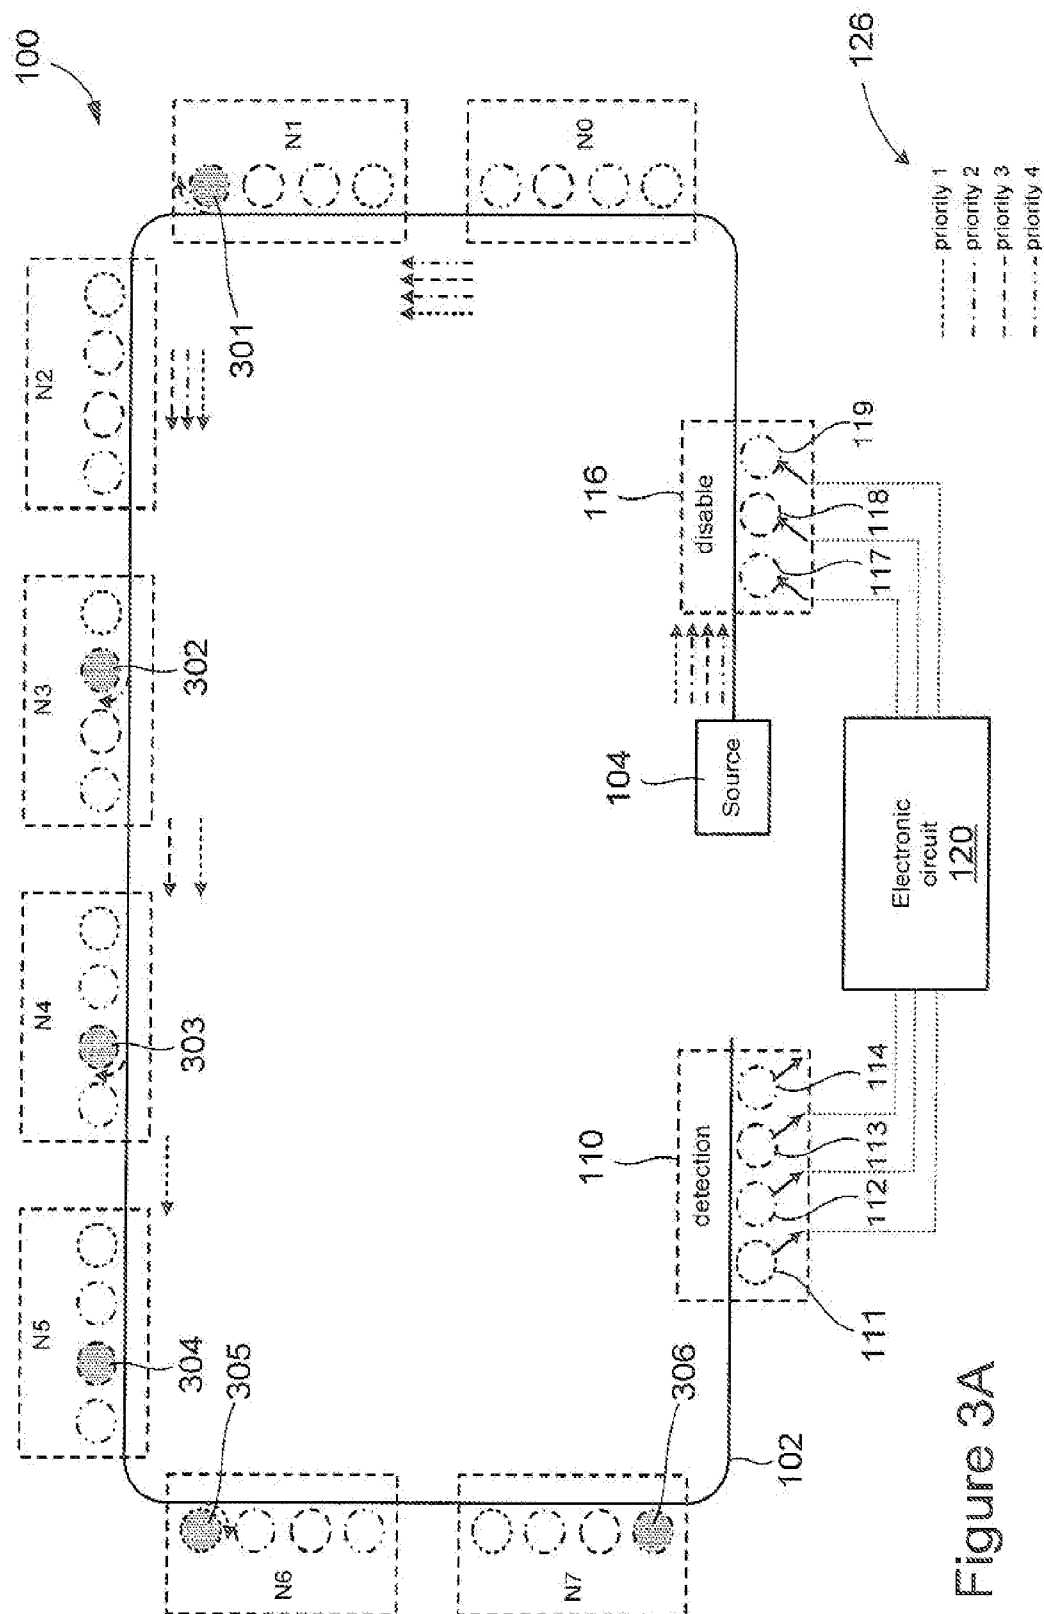 100
N1
N0
126
priority 1
priority 2
priority 3
priority 4
N2
301
N3
302
116
disable
119
118
117
104
Source
Electronic
circuit
120
N4
303
N5
304
305
N6
306
N7
110
detection
114
113
112
111
102
Figure 3A